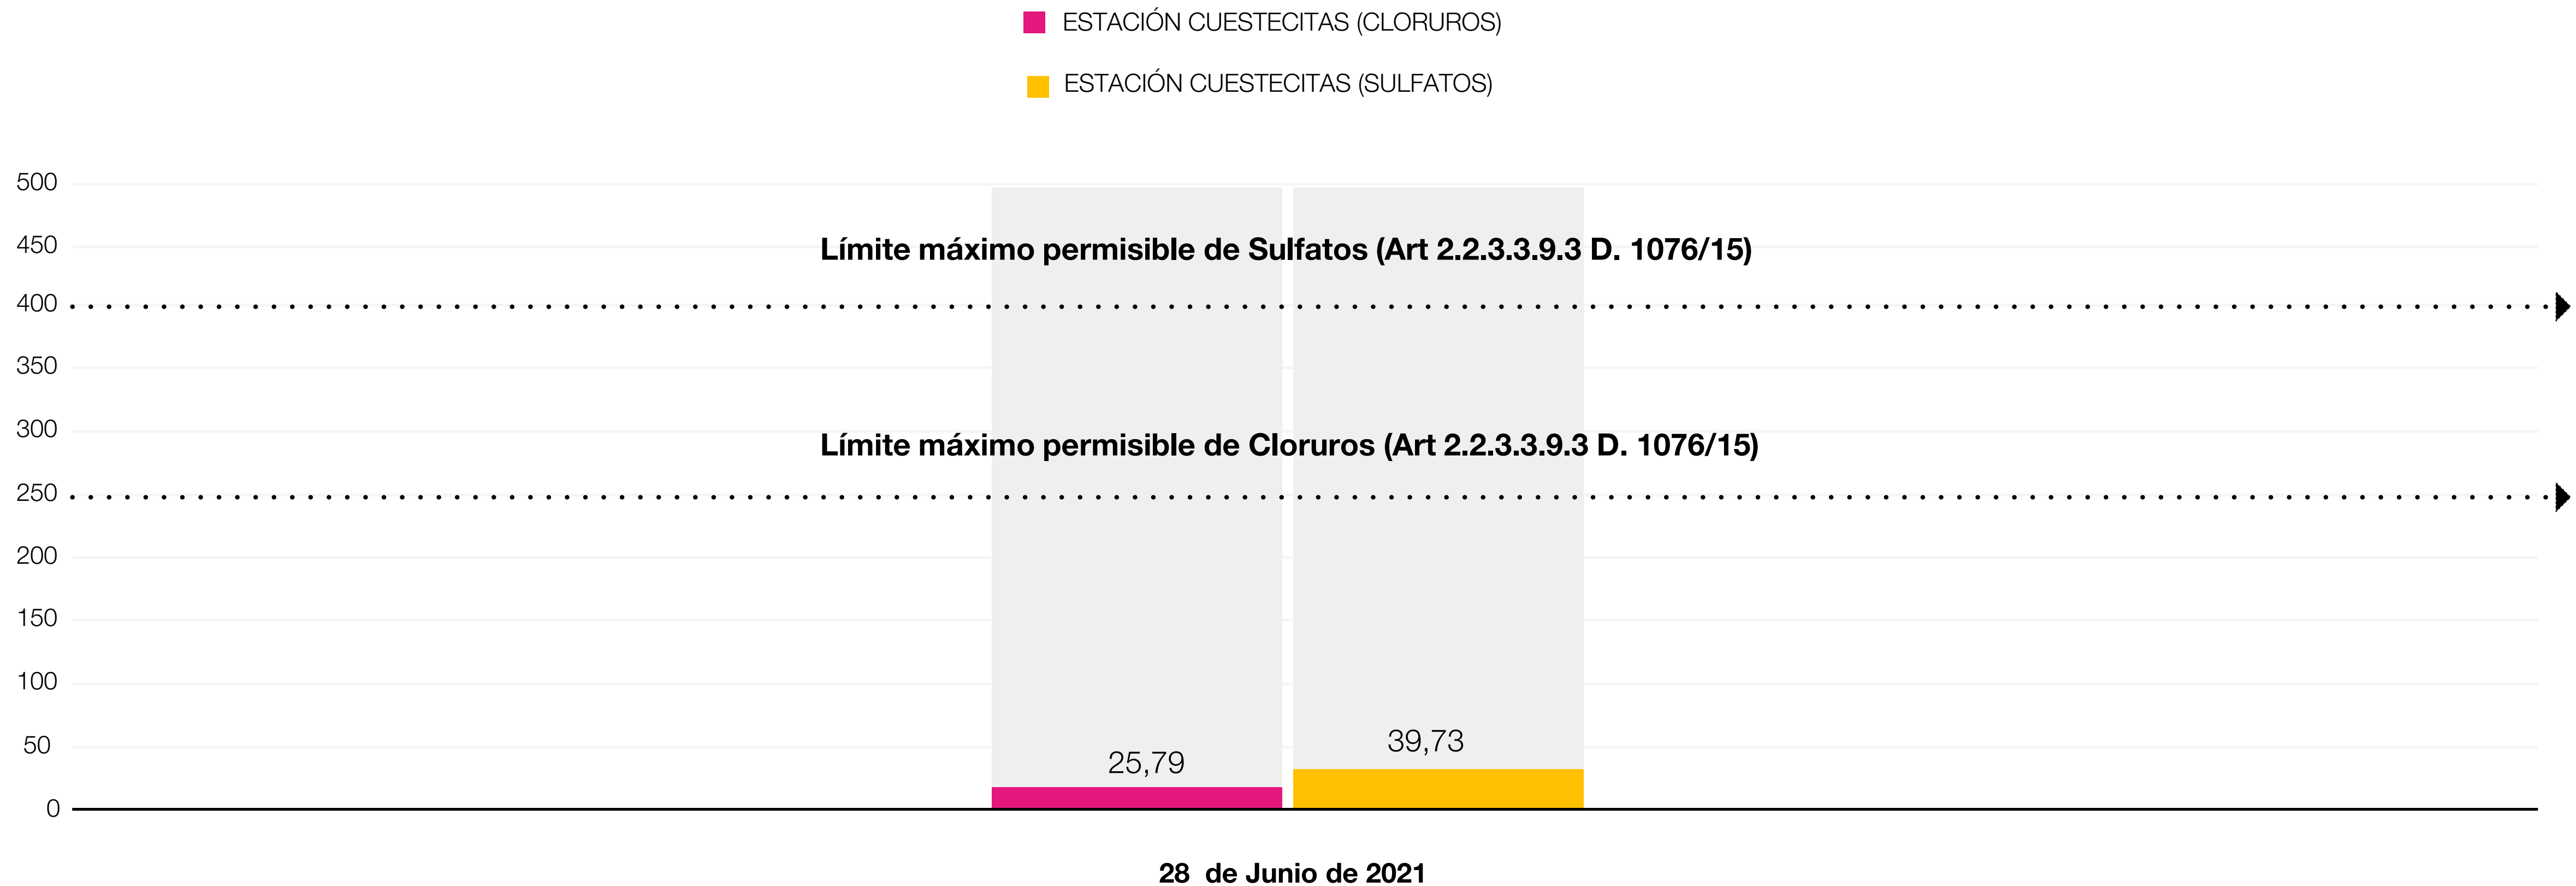 ESTACIÓN CUESTECITAS (CLORUROS)
ESTACIÓN CUESTECITAS (SULFATOS)
500
450
Límite máximo permisible de Sulfatos (Art 2.2.3.3.9.3 D. 1076/15)
400
350
300
Límite máximo permisible de Cloruros (Art 2.2.3.3.9.3 D. 1076/15)
250
200
150
100
50
39,73
25,79
0
28 de Junio de 2021